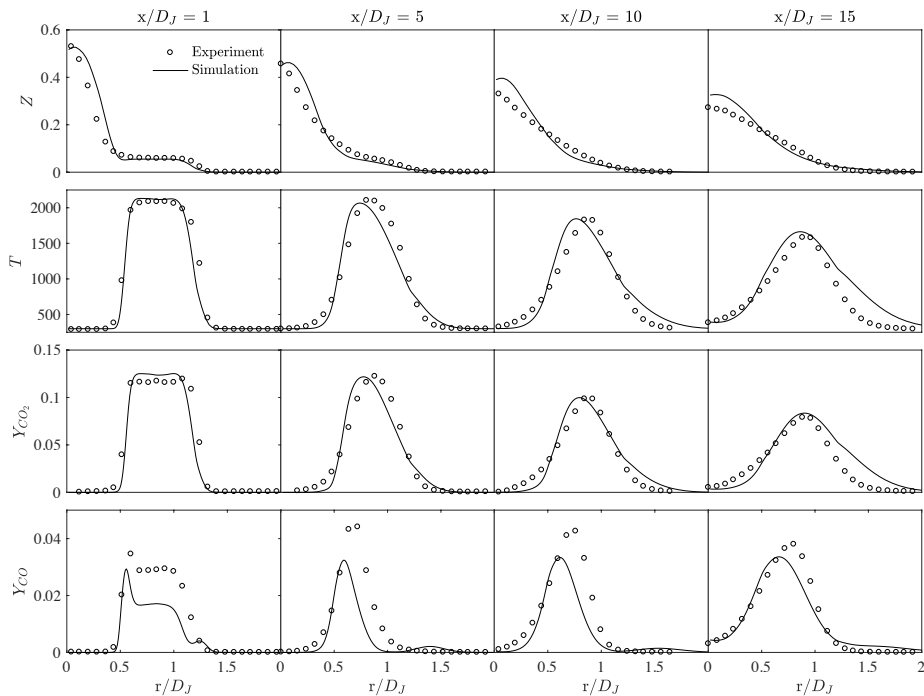 x/D_J = 1 x/D_J = 5 x/D_J = 10 x/D_J = 15
0.6
0.4
0.2
0
Z
Experiment
Simulation
2000
1500
1000
500
T
0.15
0.1
0.05
0
Y_{CO_2}
0.04
0.02
0
Y_{CO}
0 0.5 1 1.5 0 0.5 1 1.5 0 0.5 1 1.5 0 0.5 1 1.5 2
r/D_J r/D_J r/D_J r/D_J